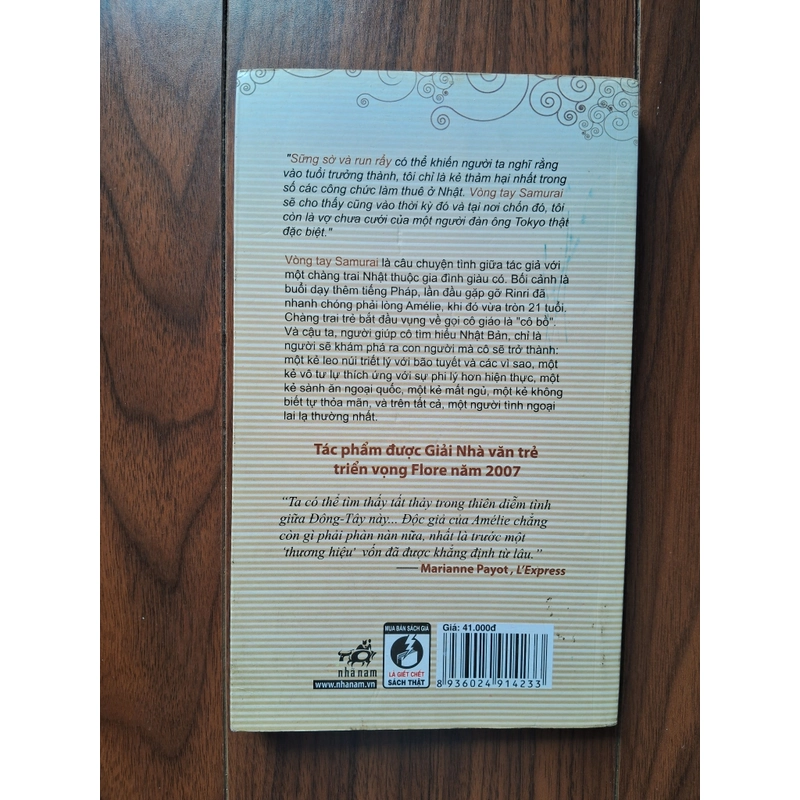 "Sững sờ và run rẩy có thể khiến người ta nghĩ rằng
vào tuổi trưởng thành, tôi chỉ là kẻ thảm hại nhất trong
số các công chức làm thuê ở Nhật. Vòng tay Samurai
sẽ cho thấy cũng vào thời kỳ đó và tại nơi chốn đó, tôi
còn là vợ chưa cưới của một người đàn ông Tokyo thật
đặc biệt."
Vòng tay Samurai là câu chuyện tình giữa tác giả với
một chàng trai Nhật thuộc gia đình giàu có. Bối cảnh là
buổi dạy thêm tiếng Pháp, lần đầu gặp gỡ Rinri đã
nhanh chóng phải lòng Amélie, khi đó vừa tròn 21 tuổi.
Chàng trai trẻ bắt đầu vụng về gọi cô giáo là "cô bồ".
Và cậu ta, người giúp cô tìm hiểu Nhật Bản, chỉ là
người sẽ khám phá ra con người mà cô sẽ trở thành:
một kẻ leo núi triết lý với bão tuyết và các vì sao, một
kẻ vô tư lự thích ứng với sự phi lý hơn hiện thực, một
kẻ sành ăn ngoại quốc, một kẻ mất ngủ, một kẻ không
biết tự thỏa mãn, và trên tất cả, một người tình ngoại
lai lạ thường nhất.
Tác phẩm được Giải Nhà văn trẻ
triển vọng Flore năm 2007
"Ta có thể tìm thấy tất thảy trong thiên diễm tình
giữa Đông-Tây này... Độc giả của Amélie chẳng
còn gì phải phàn nàn nữa, nhất là trước một
'thương hiệu' vốn đã được khẳng định từ lâu."
—— Marianne Payot, L'Express
nhã nam
www.nhanam.vn
MUA BÁN SÁCH GIẢ
LÀ GIẾT CHẾT
SÁCH THẬT
Giá: 41.000đ
8 936024 914233